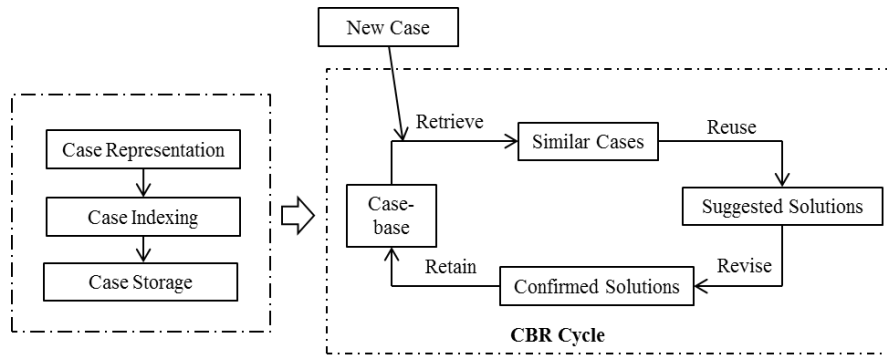 New Case
Case Representation
Case Indexing
Case Storage
Retrieve
Similar Cases
Reuse
Case-
base
Suggested Solutions
Retain
Confirmed Solutions
Revise
CBR Cycle